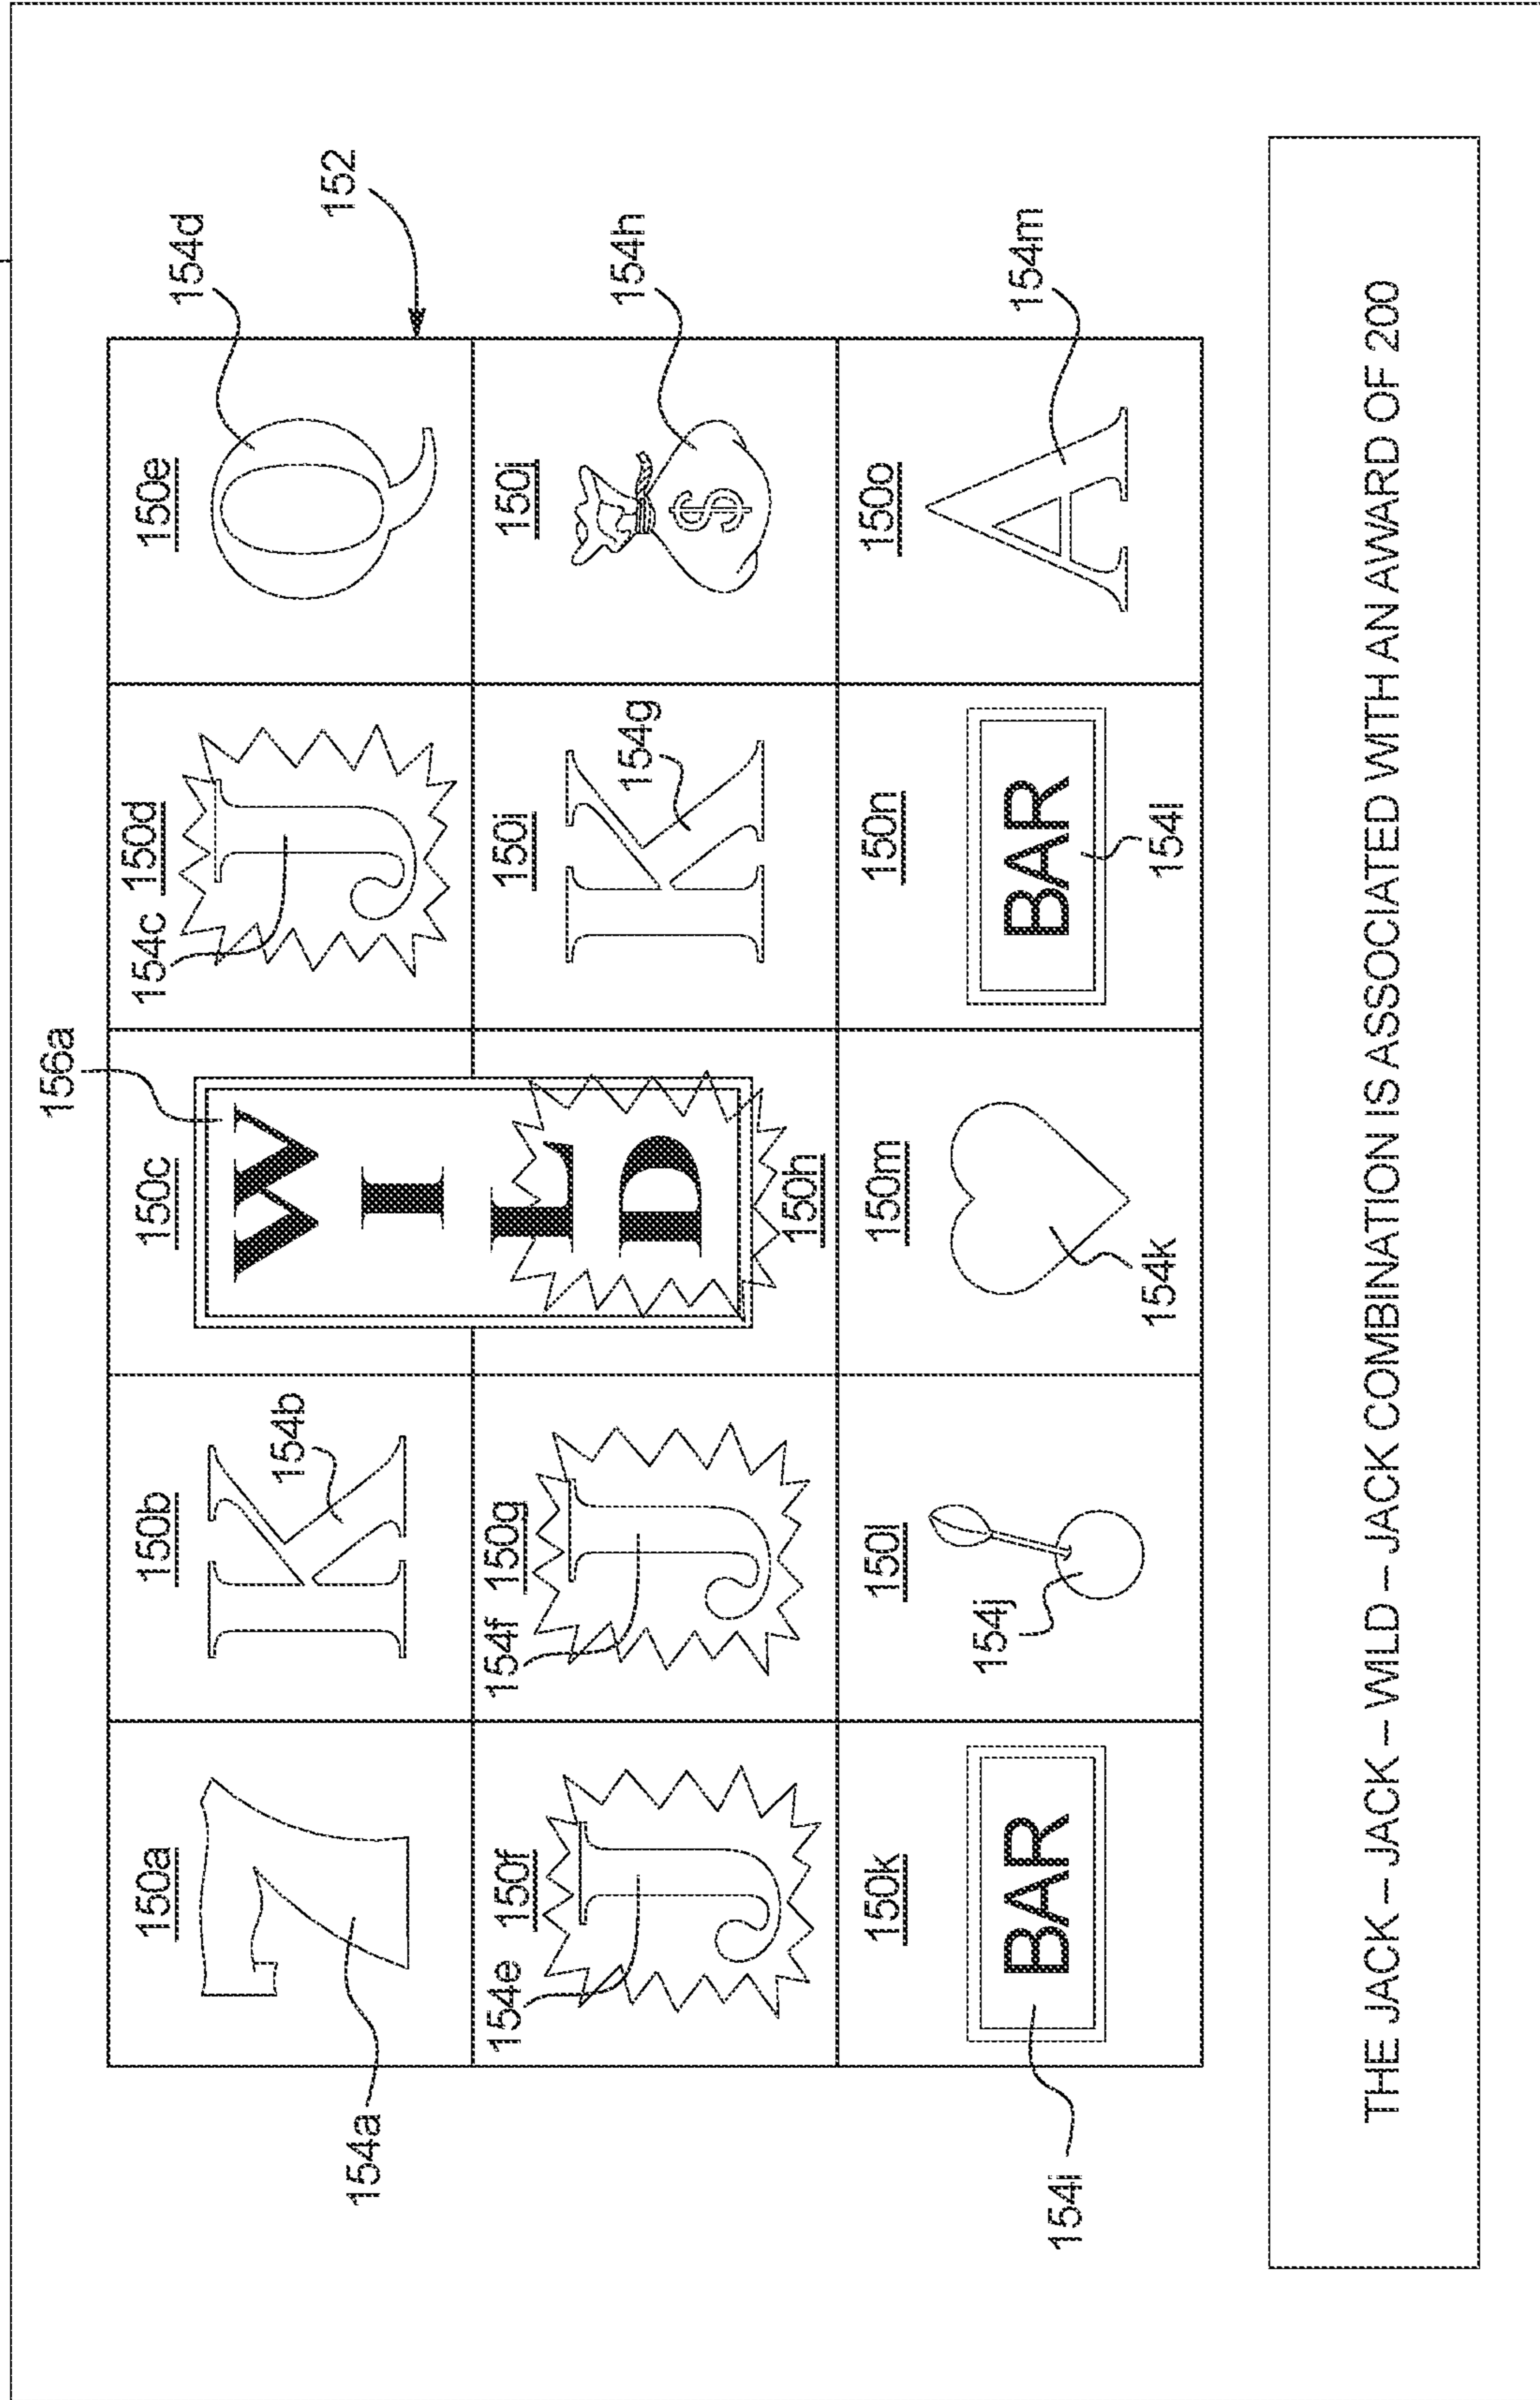 156a
150a
150b
150c
154c 150d
150e
154d
7
K
W
J
Q
152
154a
154b
I
154e 150f
154f 150g
L
150i
150j
154h
J
J
D
K
154g
$
150h
150k
150l
150m
150n
150o
154m
BAR
BAR
A
154i
154j
154k
154l
THE JACK – JACK – WILD – JACK COMBINATION IS ASSOCIATED WITH AN AWARD OF 200